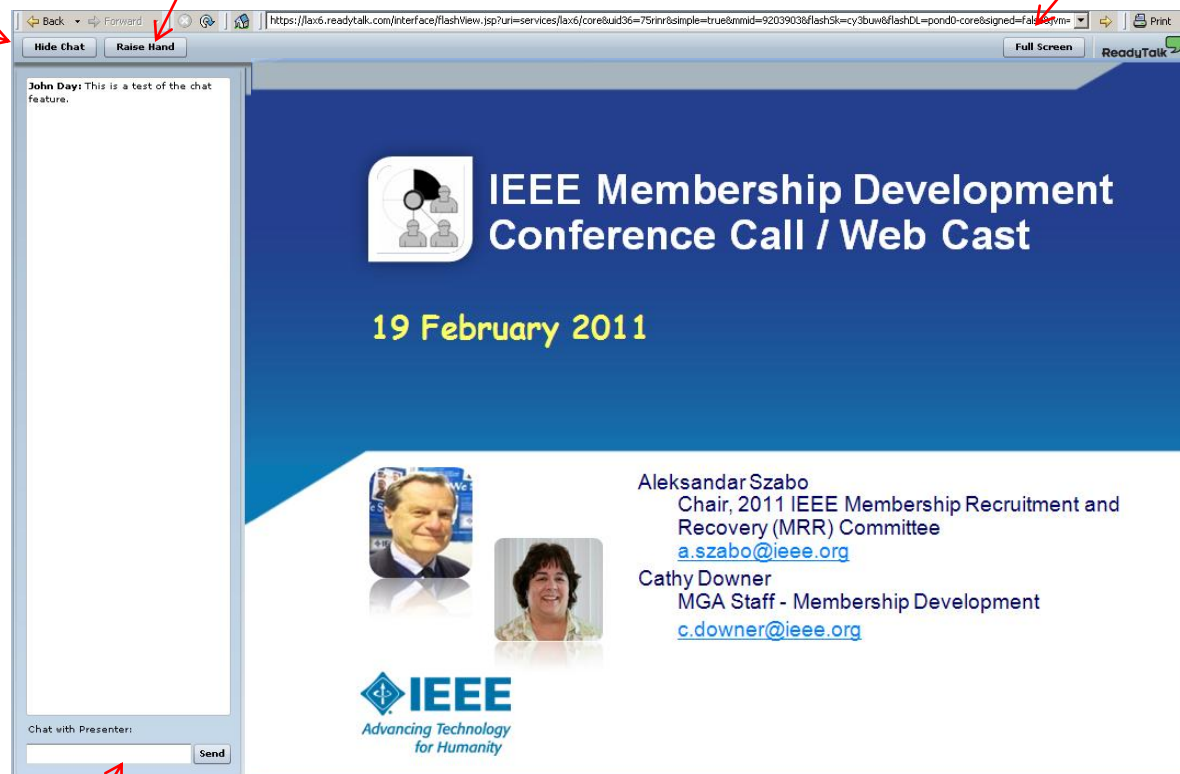 Back Forward https://lax6.readytalk.com/interface/flashView.jsp?uri=services/lax6/core&uid36=75rinr&simple=true&mmid=9203903&flashSk=cy3buw&flashDL=pond0-core&signed=false&jvm= Print
Hide Chat Raise Hand Full Screen ReadyTalk
John Day: This is a test of the chat
feature.
IEEE Membership Development
Conference Call / Web Cast
19 February 2011
Aleksandar Szabo
Chair, 2011 IEEE Membership Recruitment and
Recovery (MRR) Committee
a.szabo@ieee.org
Cathy Downer
MGA Staff - Membership Development
c.downer@ieee.org
IEEE
Advancing Technology
for Humanity
Chat with Presenter:
Send